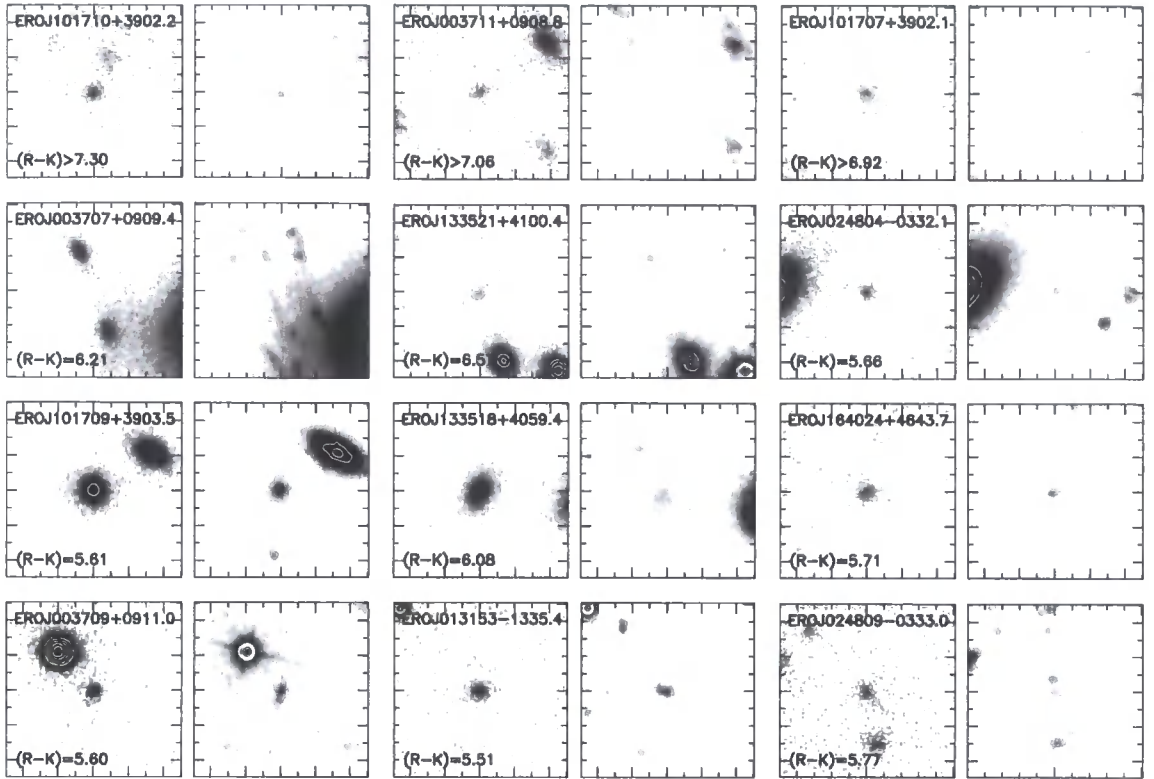 EROJ101710+3902.2
EROJ003711+0908.8
EROJ101707+3902.1
(R-K)>7.30
(R-K)>7.06
(R-K)>6.92
EROJ003707+0909.4
EROJ133521+4100.4
EROJ024804-0332.1
(R-K)=6.21
(R-K)=6.51
(R-K)=5.66
EROJ101709+3903.5
EROJ133518+4059.4
EROJ164024+4643.7
(R-K)=5.61
(R-K)=6.08
(R-K)=5.71
EROJ003709+0911.0
EROJ013153-1335.4
EROJ024809-0333.0
(R-K)=5.60
(R-K)=5.51
(R-K)=5.77